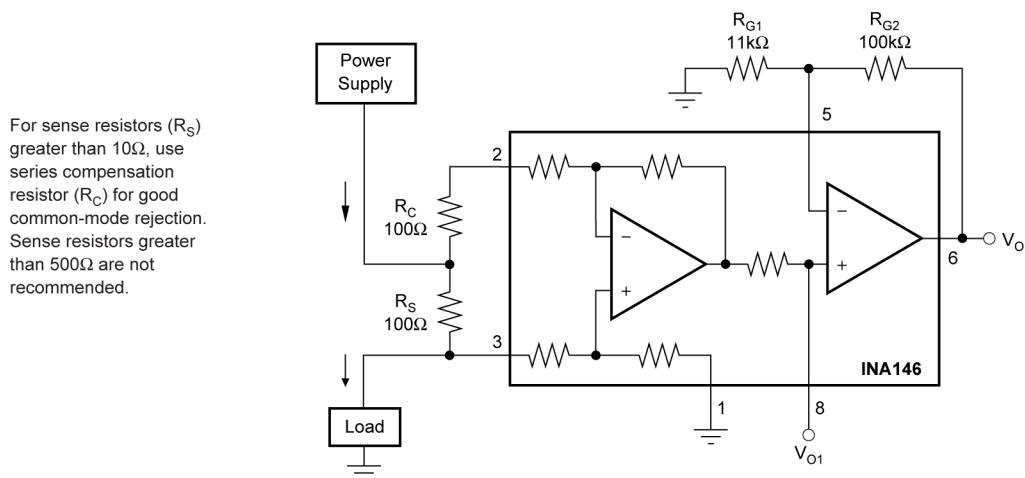 For sense resistors (RS)
greater than 10Ω, use
series compensation
resistor (RC) for good
common-mode rejection.
Sense resistors greater
than 500Ω are not
recommended.
Power
Supply
RC
100Ω
RS
100Ω
Load
RG1
11kΩ
RG2
100kΩ
5
2
3
−
+
−
+
6
VO
INA146
1
8
VO1